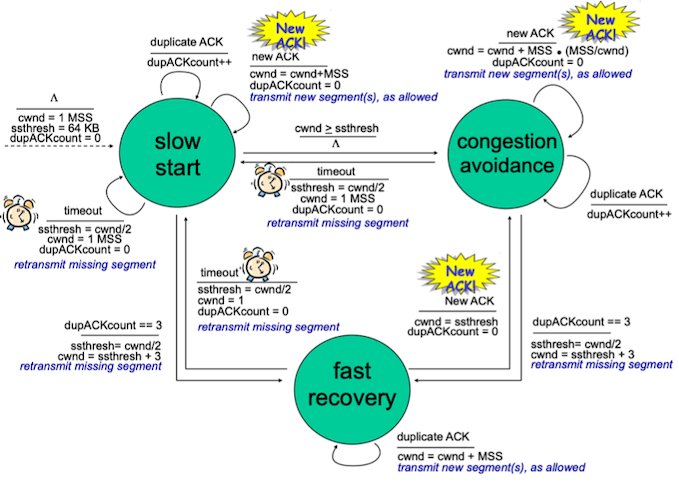 New
ACK!
duplicate ACK
dupACKcount++
new ACK
cwnd = cwnd+MSS
dupACKcount = 0
transmit new segment(s), as allowed
New
ACK!
new ACK
cwnd = cwnd + MSS • (MSS/cwnd)
dupACKcount = 0
transmit new segment(s), as allowed
Λ
cwnd = 1 MSS
ssthresh = 64 KB
dupACKcount = 0
slow
start
cwnd ≥ ssthresh
Λ
congestion
avoidance
timeout
ssthresh = cwnd/2
cwnd = 1 MSS
dupACKcount = 0
retransmit missing segment
duplicate ACK
dupACKcount++
timeout
ssthresh = cwnd/2
cwnd = 1 MSS
dupACKcount = 0
retransmit missing segment
timeout
ssthresh = cwnd/2
cwnd = 1
dupACKcount = 0
retransmit missing segment
New
ACK!
New ACK
cwnd = ssthresh
dupACKcount = 0
dupACKcount == 3
ssthresh= cwnd/2
cwnd = ssthresh + 3
retransmit missing segment
dupACKcount == 3
ssthresh= cwnd/2
cwnd = ssthresh + 3
retransmit missing segment
fast
recovery
duplicate ACK
cwnd = cwnd + MSS
transmit new segment(s), as allowed